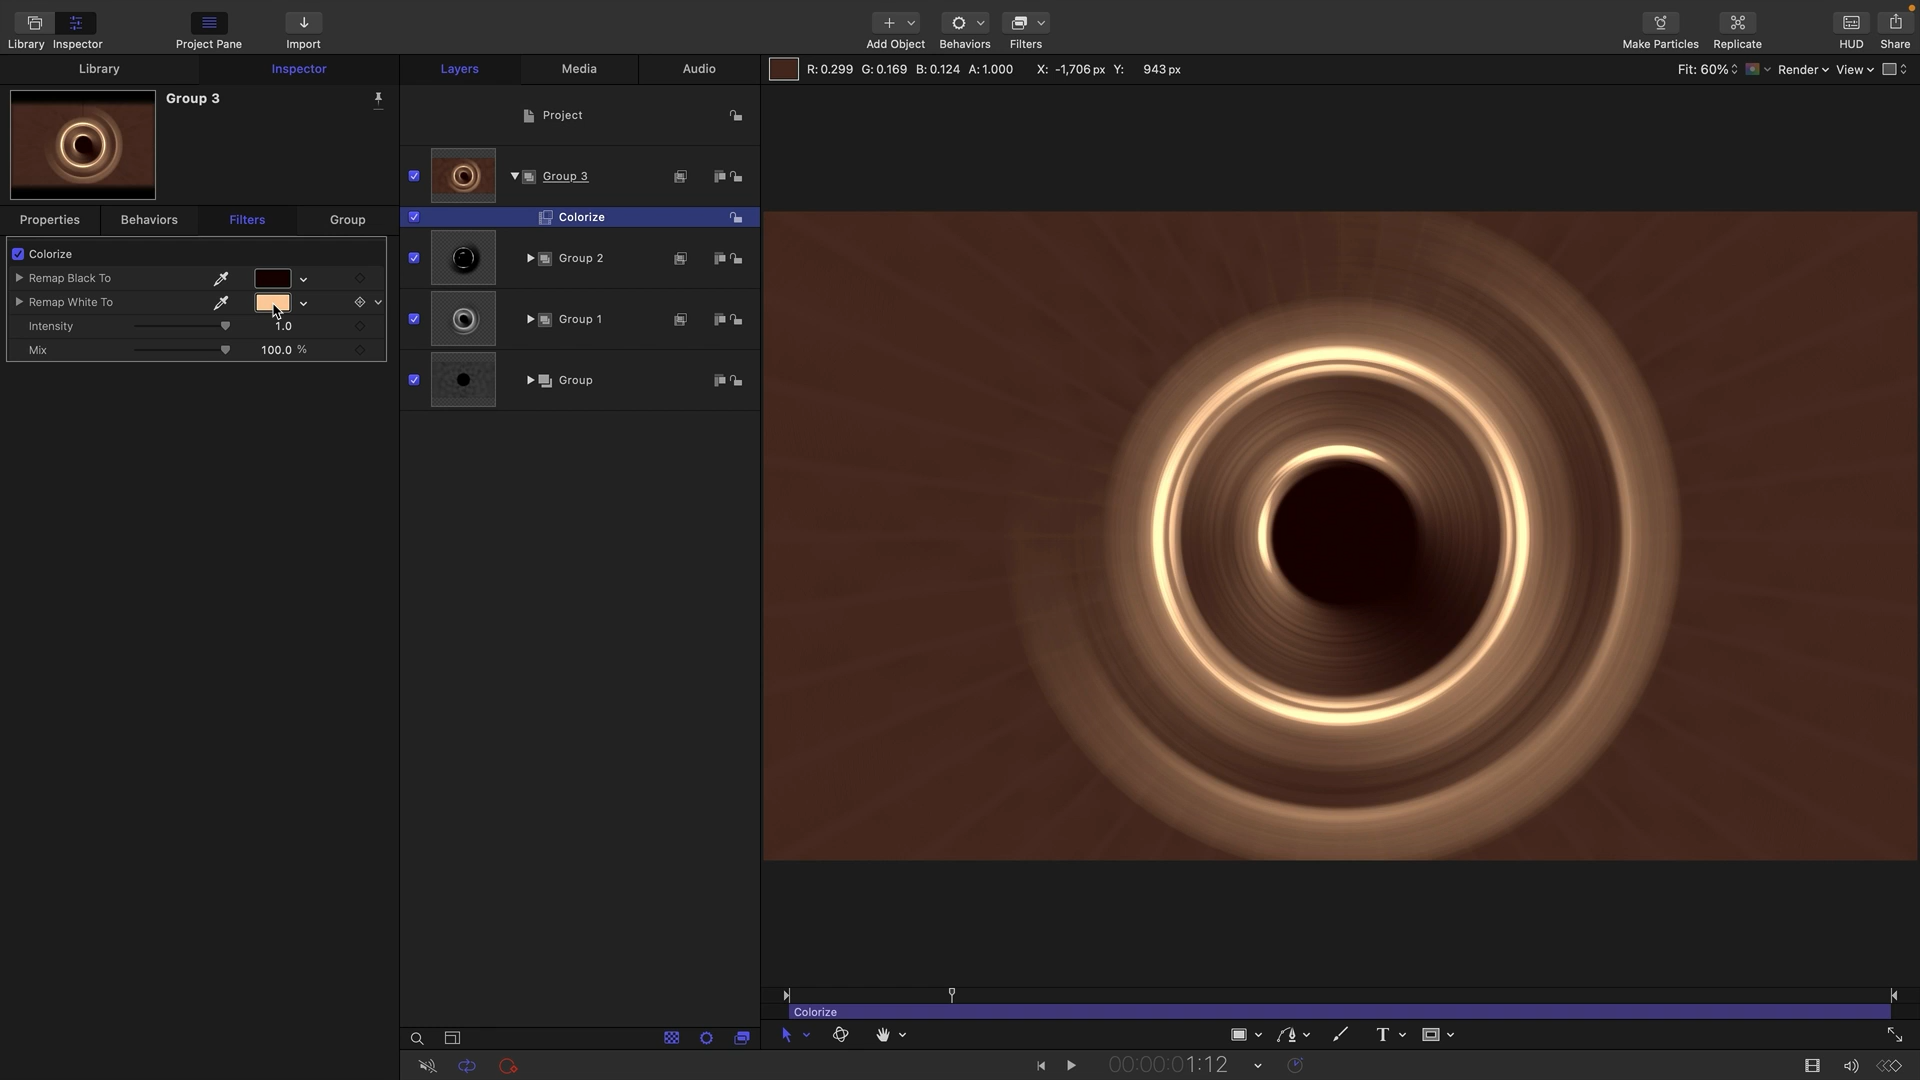 Library Inspector Project Pane Import Add Object Behaviors Filters Make Particles Replicate HUD Share
Library Inspector Layers Media Audio R: 0.299 G: 0.169 B: 0.124 A: 1.000 X: -1,706 px Y: 943 px Fit: 60% Render View
Group 3
Project
Group 3
Properties Behaviors Filters Group
Colorize
Colorize
Remap Black To
Group 2
Remap White To
Intensity 1.0
Group 1
Mix 100.0 %
Group
Colorize
T
00:00:01:12